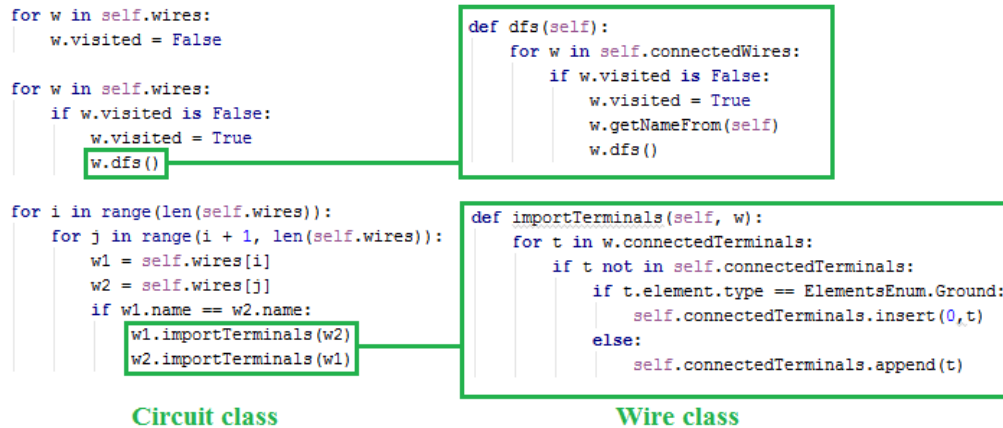 for w in self.wires:
    w.visited = False
for w in self.wires:
    if w.visited is False:
        w.visited = True
        w.dfs()
for i in range(len(self.wires)):
    for j in range(i + 1, len(self.wires)):
        w1 = self.wires[i]
        w2 = self.wires[j]
        if w1.name == w2.name:
            w1.importTerminals(w2)
            w2.importTerminals(w1)
Circuit class
def dfs(self):
    for w in self.connectedWires:
        if w.visited is False:
            w.visited = True
            w.getNameFrom(self)
            w.dfs()
def importTerminals(self, w):
    for t in w.connectedTerminals:
        if t not in self.connectedTerminals:
            if t.element.type == ElementsEnum.Ground:
                self.connectedTerminals.insert(0,t)
            else:
                self.connectedTerminals.append(t)
Wire class